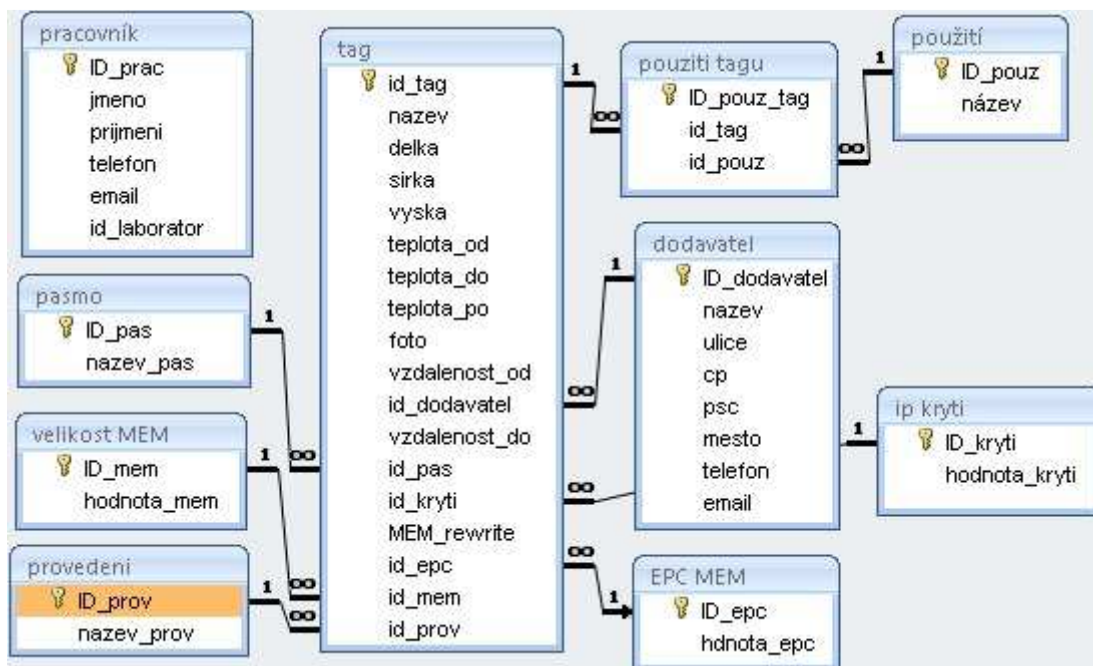 pracovník
ID_prac
jmeno
prijmeni
telefon
email
id_laborator
pasmo
ID_pas
nazev_pas
velikost MEM
ID_mem
hodnota_mem
provedeni
ID_prov
nazev_prov
1
∞
1
∞
1
∞
tag
id_tag
nazev
delka
sirka
vyska
teplota_od
teplota_do
teplota_po
foto
vzdalenost_od
id_dodavatel
vzdalenost_do
id_pas
id_kryti
MEM_rewrite
id_epc
id_mem
id_prov
1
∞
pouziti tagu
ID_pouz_tag
id_tag
id_pouz
∞
1
použití
ID_pouz
název
1
∞
dodavatel
ID_dodavatel
nazev
ulice
cp
psc
mesto
telefon
email
∞
1
ip kryti
ID_kryti
hodnota_kryti
∞
1
EPC MEM
ID_epc
hdnota_epc